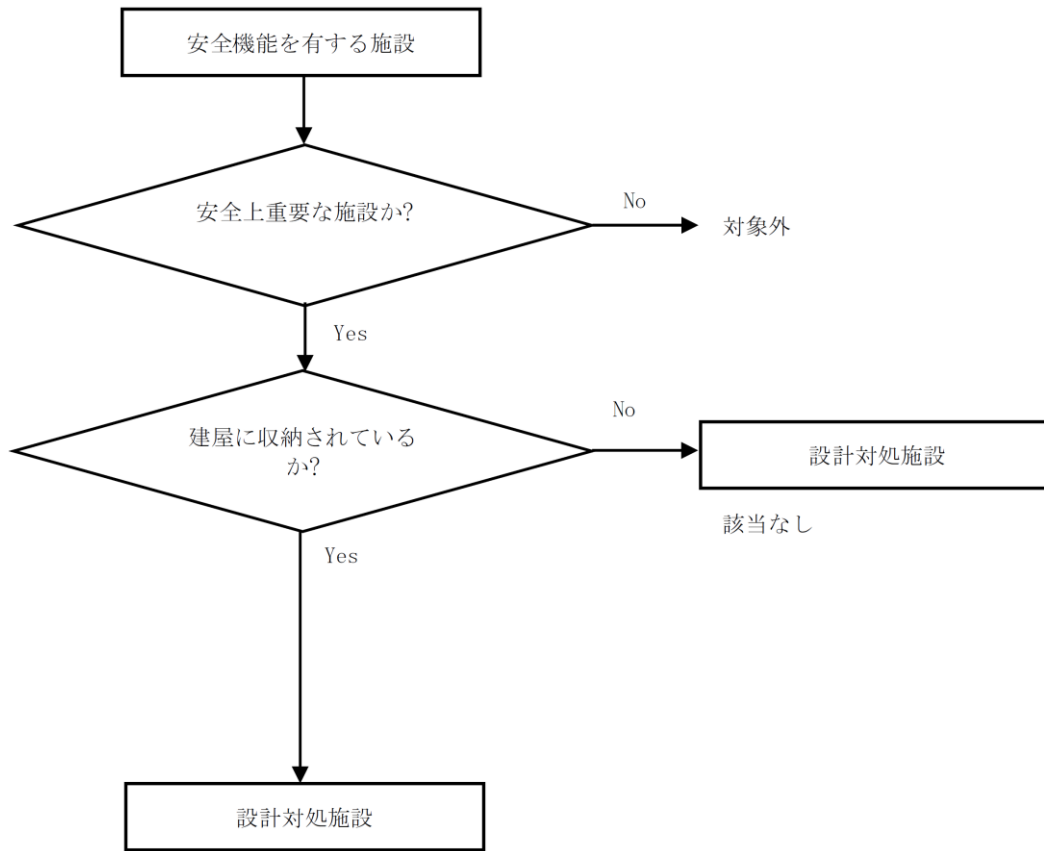 安全機能を有する施設
安全上重要な施設か?
No
対象外
Yes
建屋に収納されている
か?
No
設計対処施設
該当なし
Yes
設計対処施設